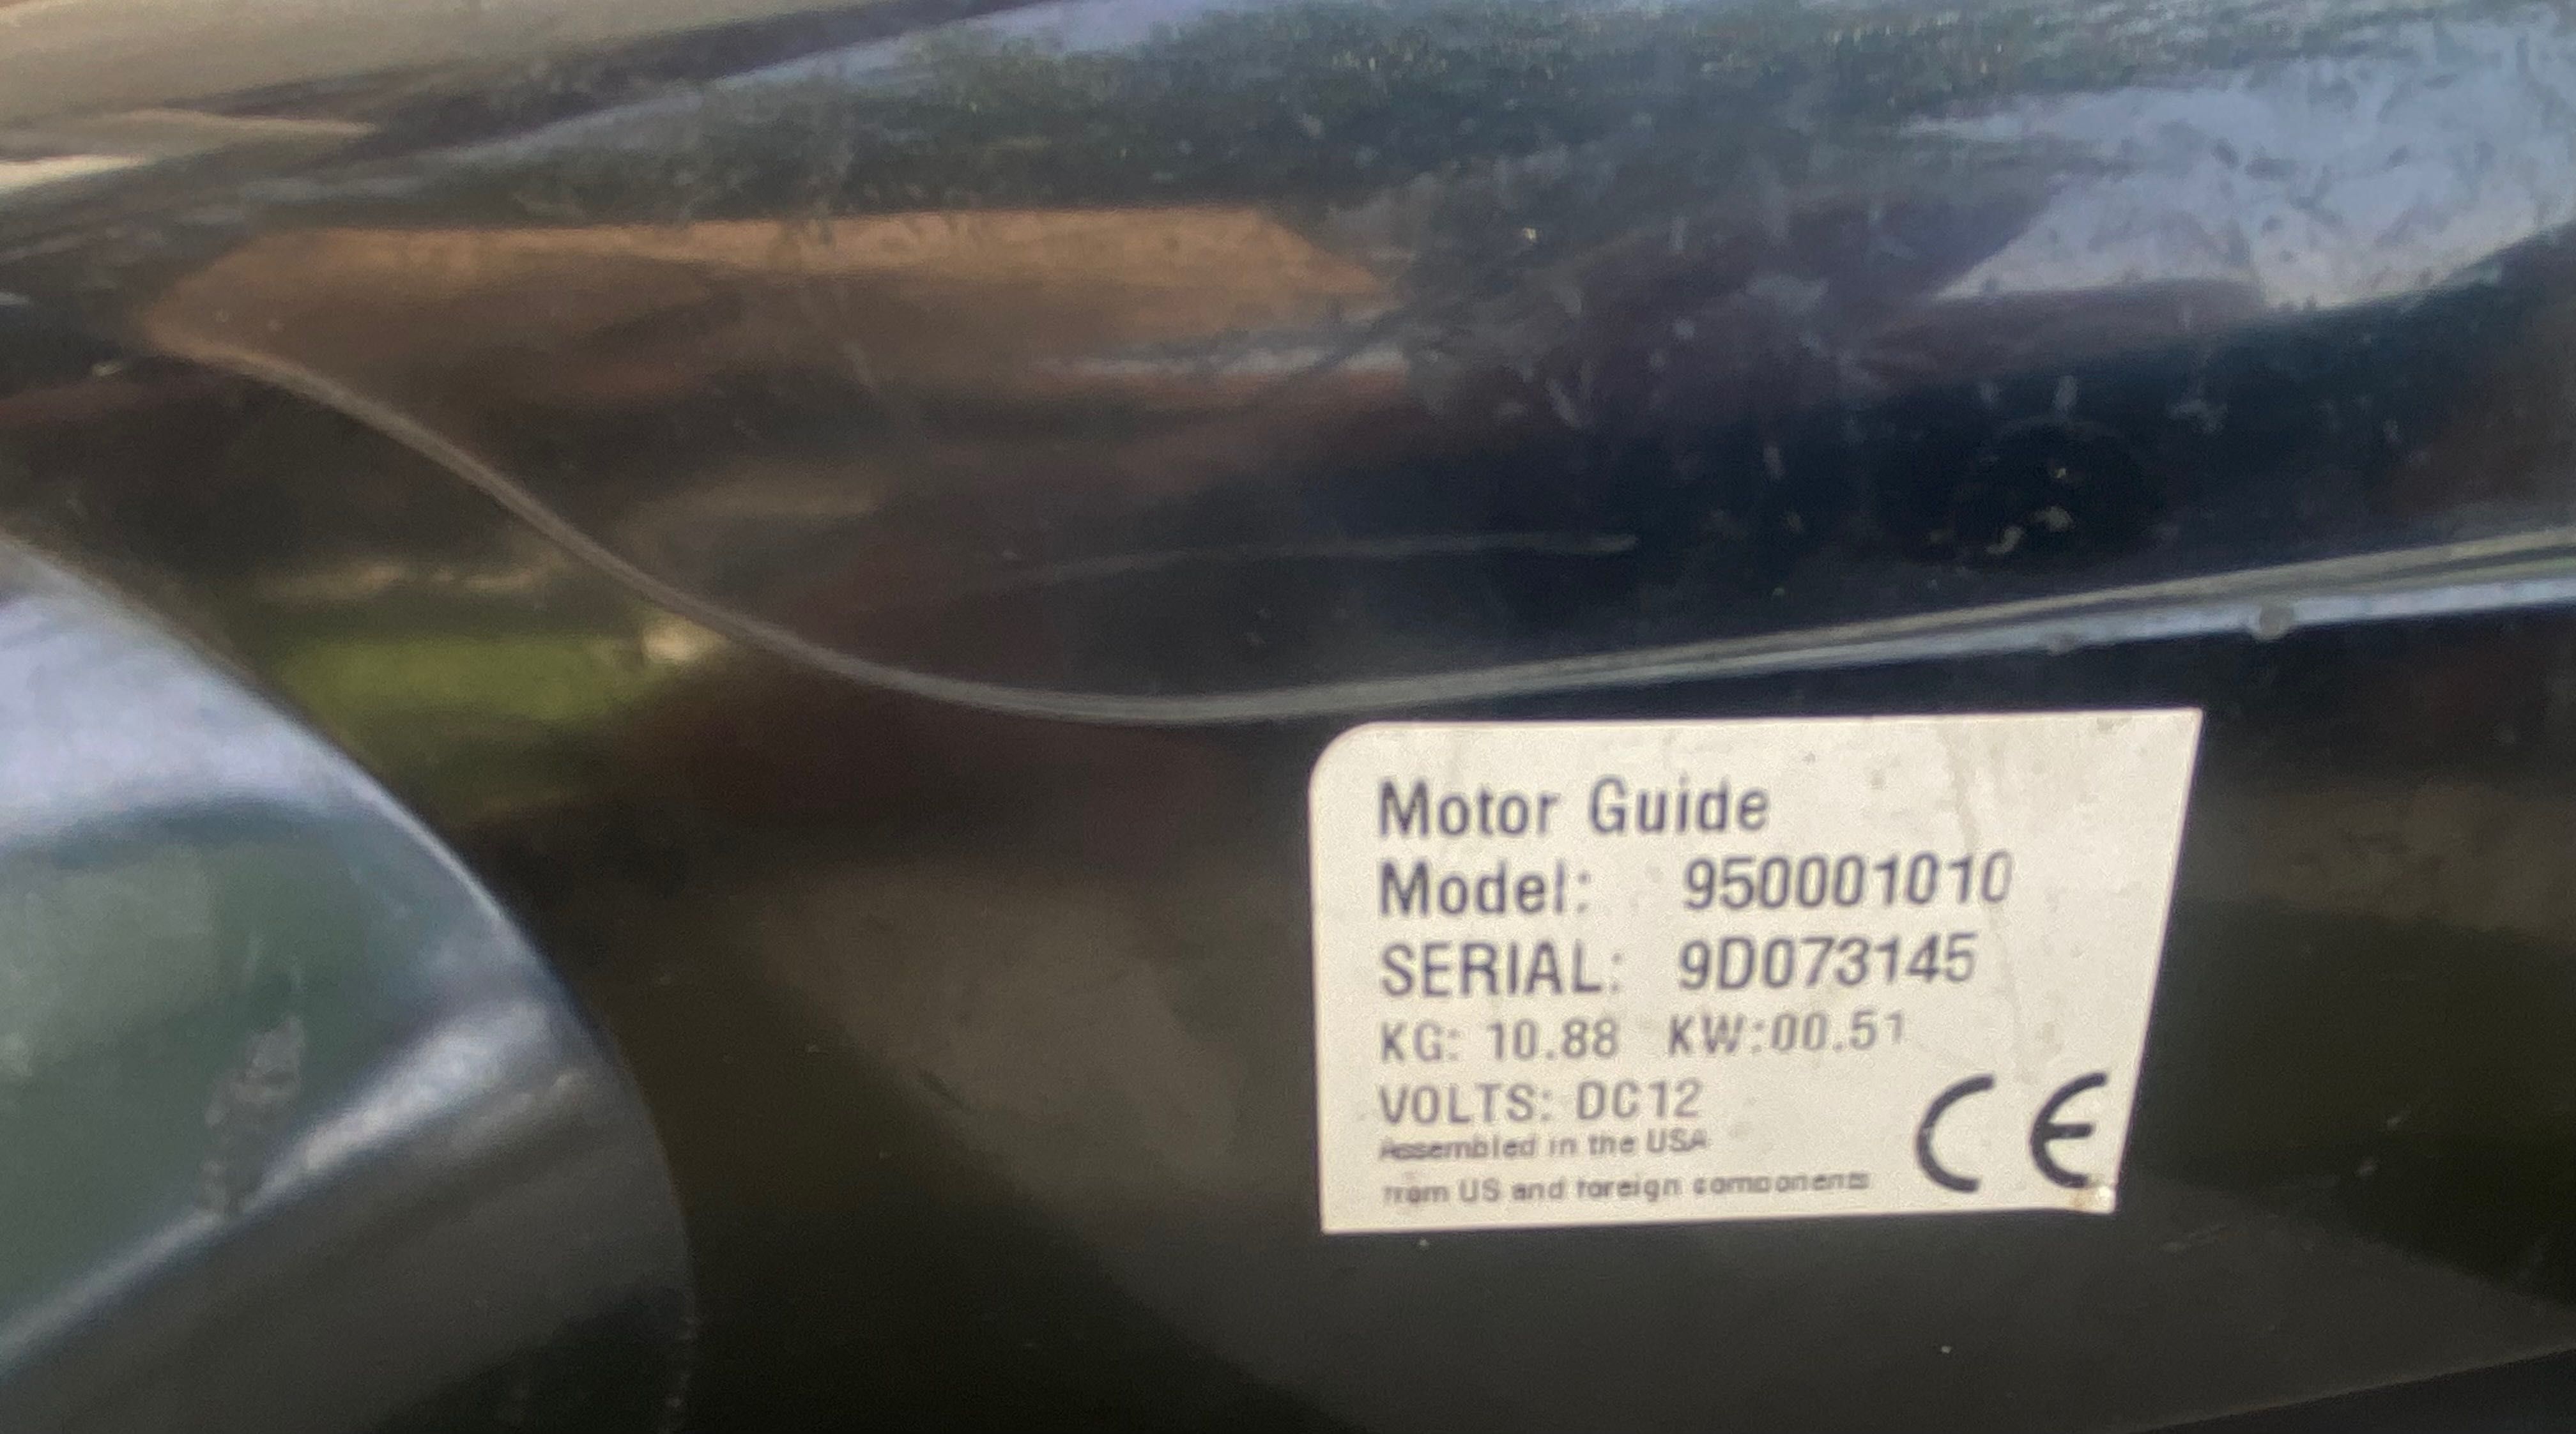 Motor Guide
Model: 950001010
SERIAL: 9D073145
KG: 10.88 KW:00.51
VOLTS: DC12
Assembled in the USA
from US and foreign components
CE